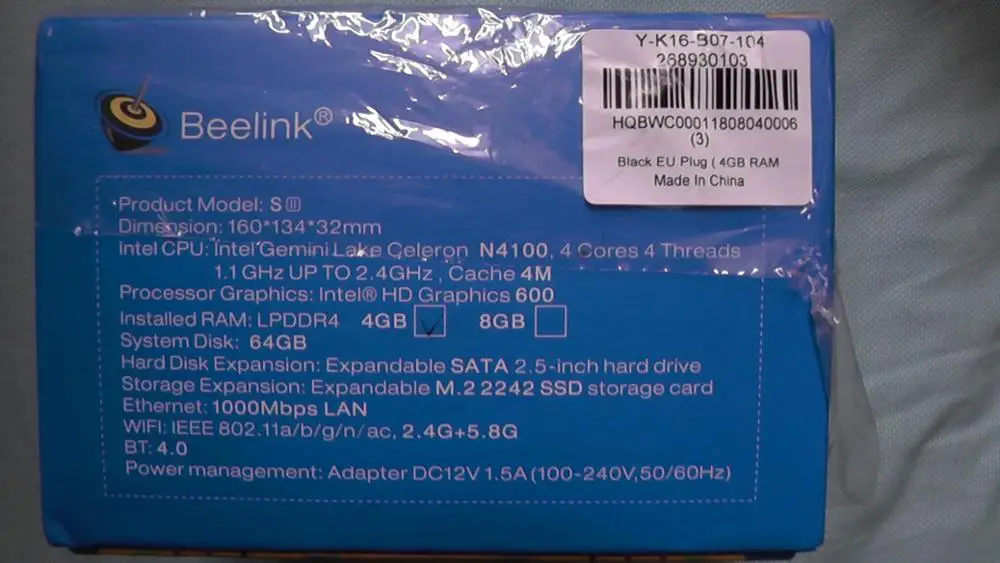 Y-K16-B07-104
268930103
HQBWC00011808040006
(3)
Black EU Plug ( 4GB RAM
Made In China
Beelink®
Product Model: S III
Dimension: 160*134*32mm
Intel CPU: Intel Gemini Lake Celeron N4100, 4 Cores 4 Threads
1.1 GHz UP TO 2.4GHz , Cache 4M
Processor Graphics: Intel® HD Graphics 600
Installed RAM: LPDDR4 4GB ✓ 8GB
System Disk: 64GB
Hard Disk Expansion: Expandable SATA 2.5-inch hard drive
Storage Expansion: Expandable M.2 2242 SSD storage card
Ethernet: 1000Mbps LAN
WIFI: IEEE 802.11a/b/g/n/ac, 2.4G+5.8G
BT: 4.0
Power management: Adapter DC12V 1.5A (100-240V,50/60Hz)